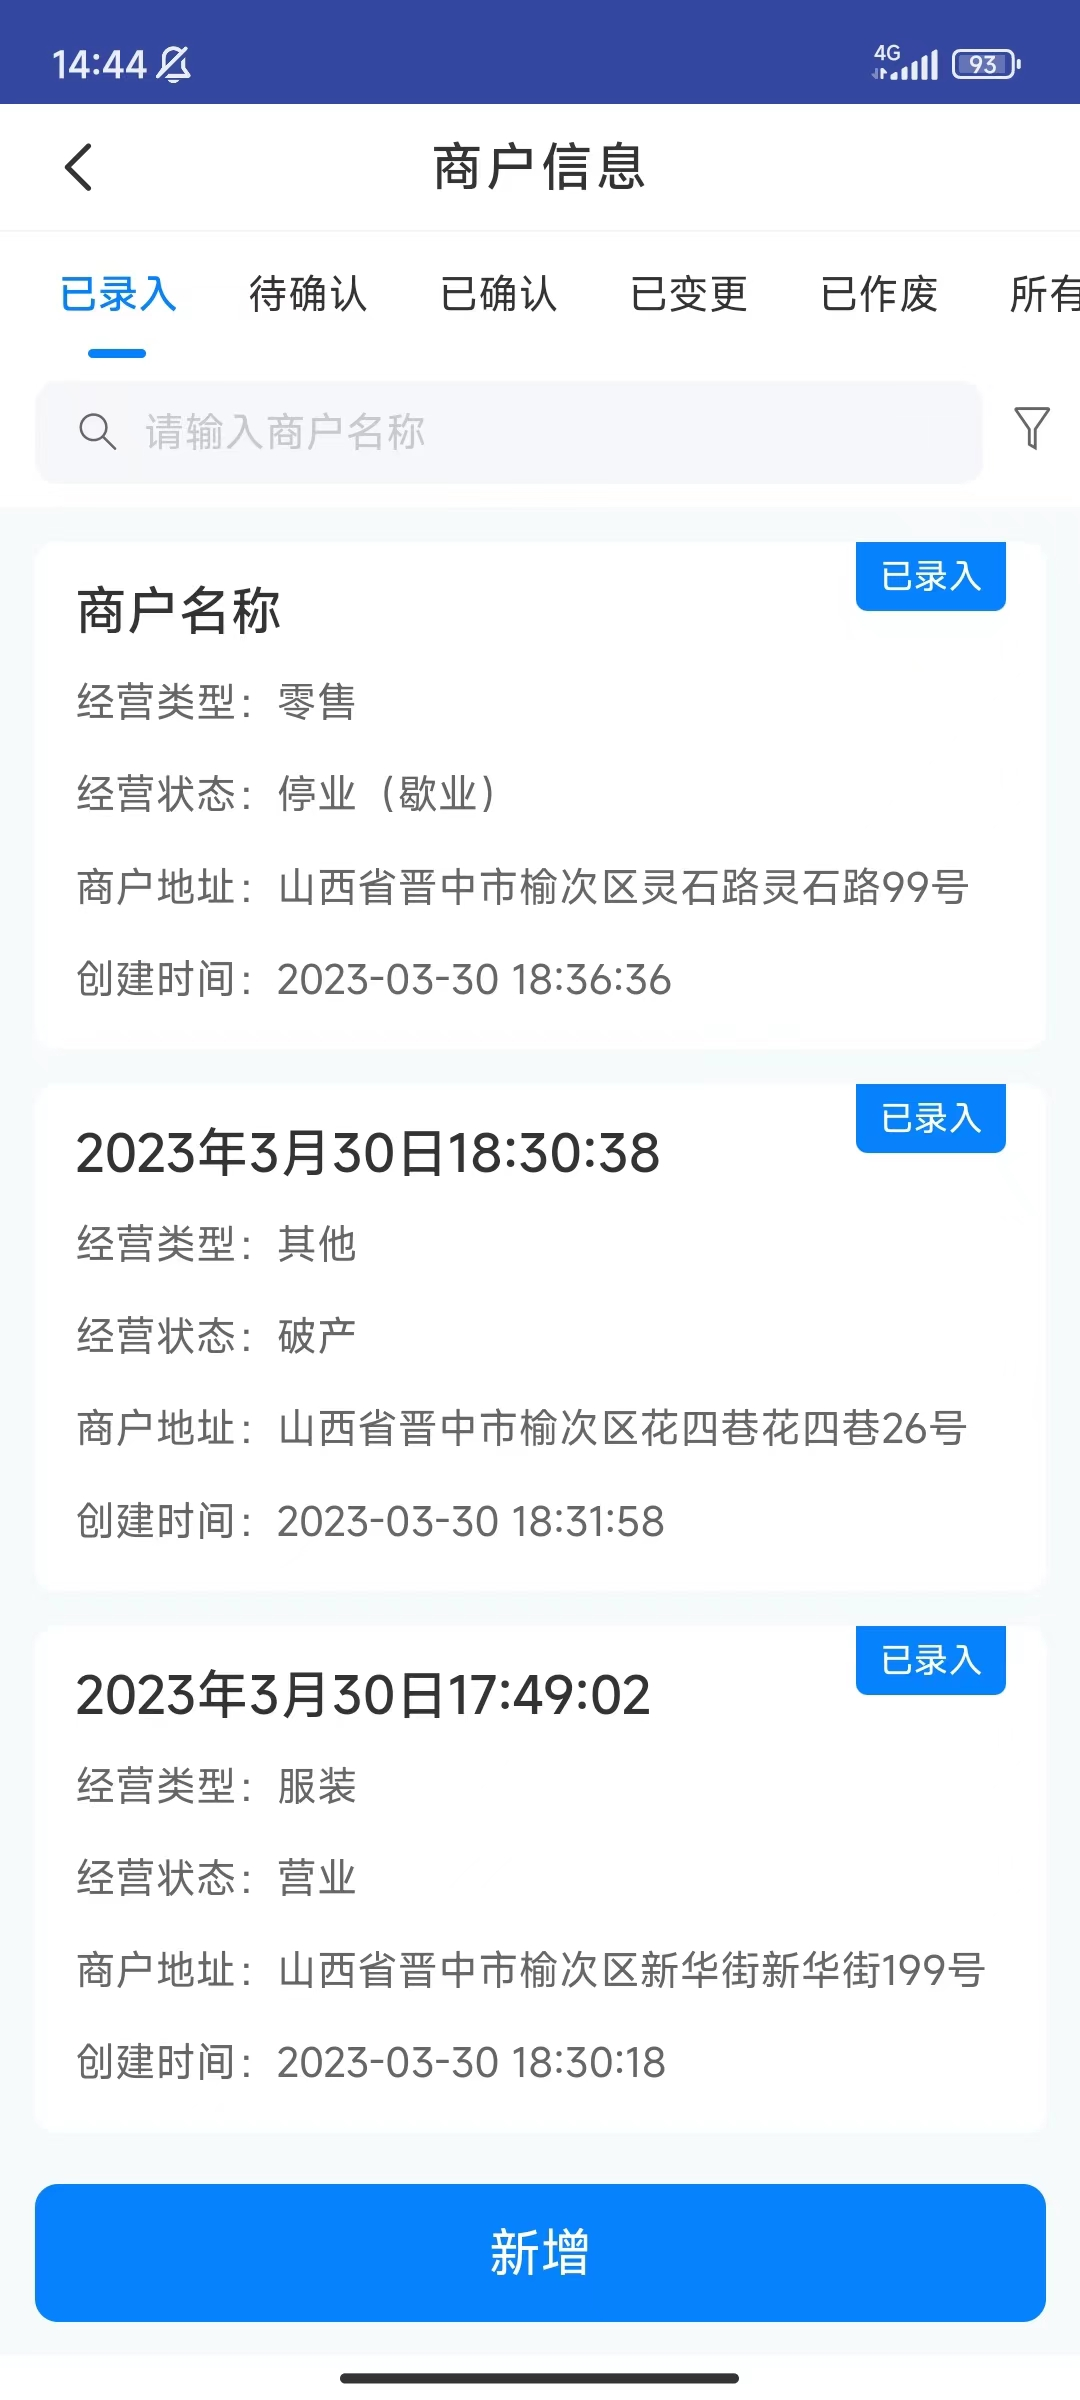 14:44
4G
93
商户信息
已录入 待确认 已确认 已变更 已作废 所有
请输入商户名称
已录入
商户名称
经营类型：零售
经营状态：停业（歇业）
商户地址：山西省晋中市榆次区灵石路灵石路99号
创建时间：2023-03-30 18:36:36
已录入
2023年3月30日18:30:38
经营类型：其他
经营状态：破产
商户地址：山西省晋中市榆次区花四巷花四巷26号
创建时间：2023-03-30 18:31:58
已录入
2023年3月30日17:49:02
经营类型：服装
经营状态：营业
商户地址：山西省晋中市榆次区新华街新华街199号
创建时间：2023-03-30 18:30:18
新增